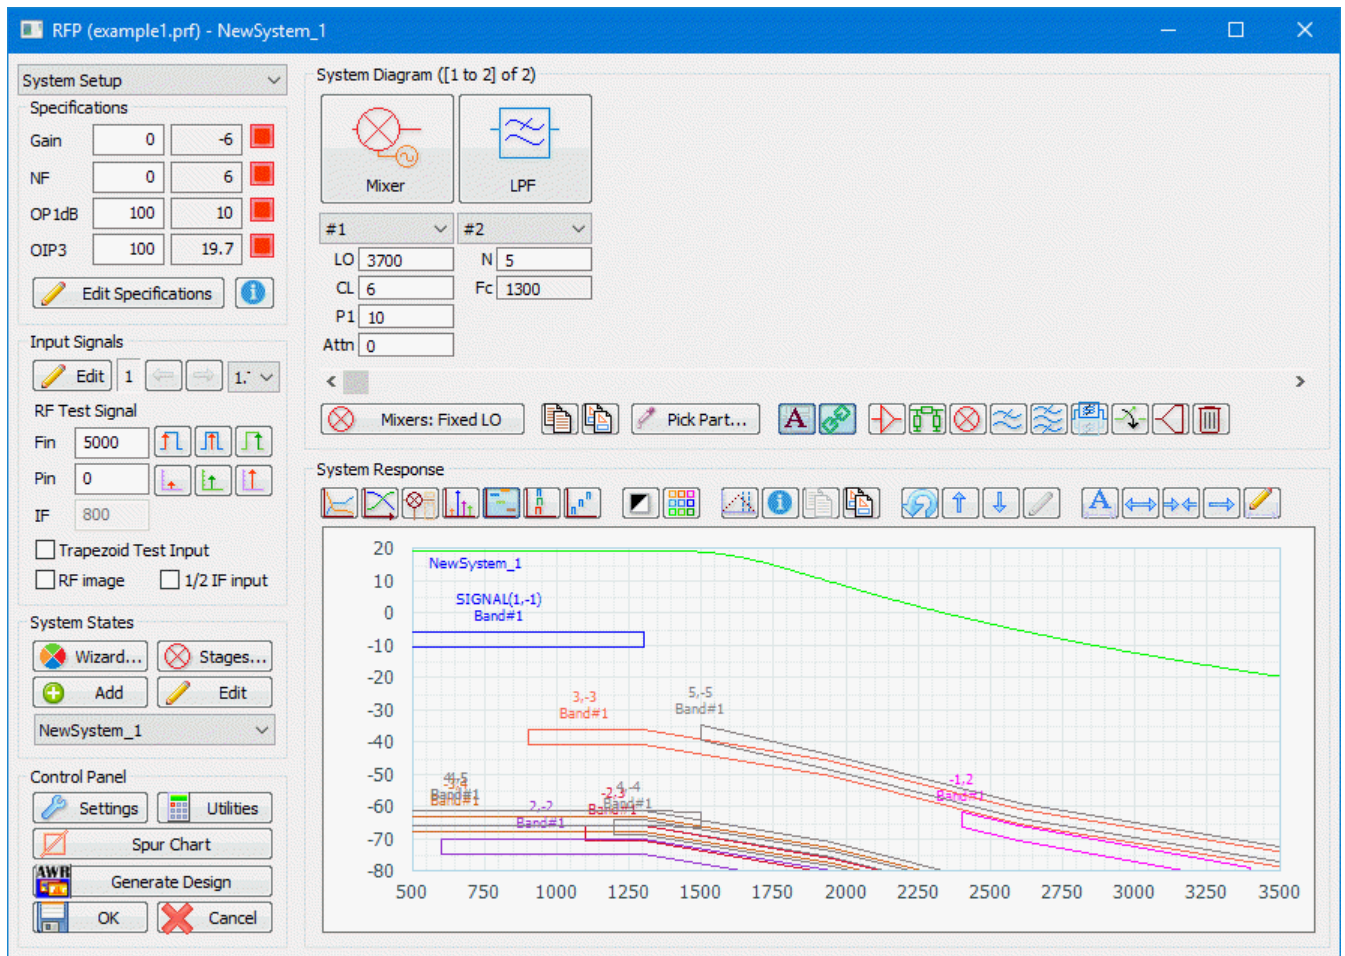 RFP (example1.prf) - NewSystem_1
System Setup
Specifications
Gain 0 -6
NF 0 6
OP1dB 100 10
OIP3 100 19.7
Edit Specifications
Input Signals
Edit 1 1.
RF Test Signal
Fin 5000
Pin 0
IF 800
Trapezoid Test Input
RF image 1/2 IF input
System States
Wizard... Stages...
Add Edit
NewSystem_1
Control Panel
Settings Utilities
Spur Chart
AWR Generate Design
OK Cancel
System Diagram ([1 to 2] of 2)
Mixer LPF
#1 #2
LO 3700 N 5
CL 6 Fc 1300
P1 10
Attn 0
Mixers: Fixed LO Pick Part... A
System Response
A
20
10
0
-10
-20
-30
-40
-50
-60
-70
-80
NewSystem_1
SIGNAL(1,-1)
Band#1
3,-3
Band#1
5,-5
Band#1
-1,2
Band#1
4,-4
Band#1
-2,3
Band#1
2,-2
Band#1
Band#1
500 750 1000 1250 1500 1750 2000 2250 2500 2750 3000 3250 3500